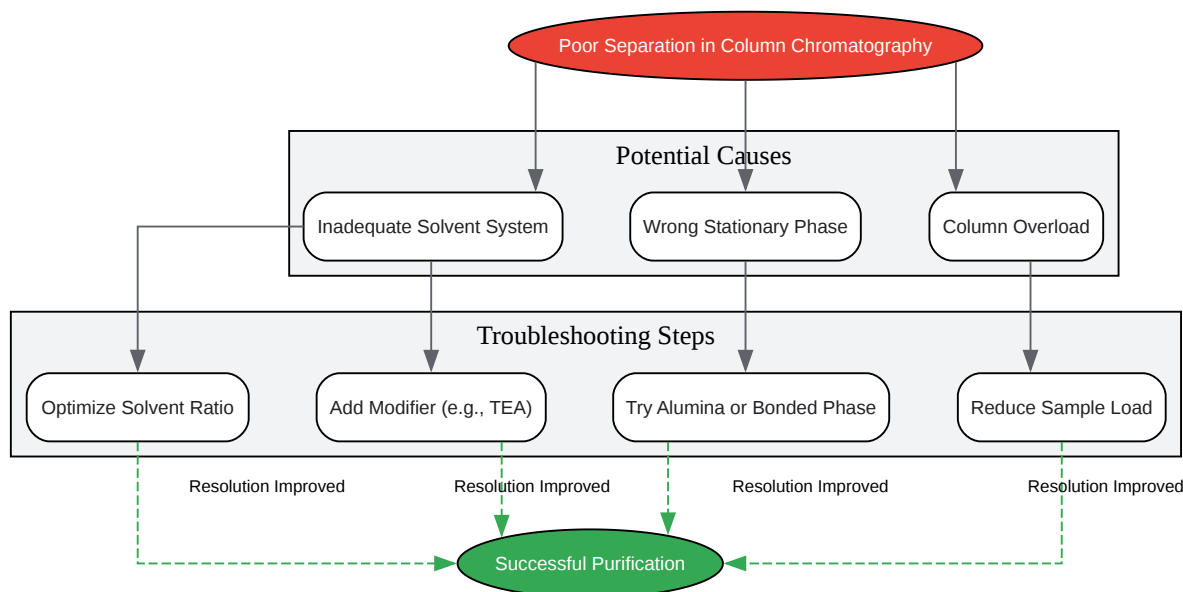 Poor Separation in Column Chromatography
Potential Causes
Inadequate Solvent System
Wrong Stationary Phase
Column Overload
Troubleshooting Steps
Optimize Solvent Ratio
Add Modifier (e.g., TEA)
Try Alumina or Bonded Phase
Reduce Sample Load
Resolution Improved
Resolution Improved
Resolution Improved
Resolution Improved
Successful Purification